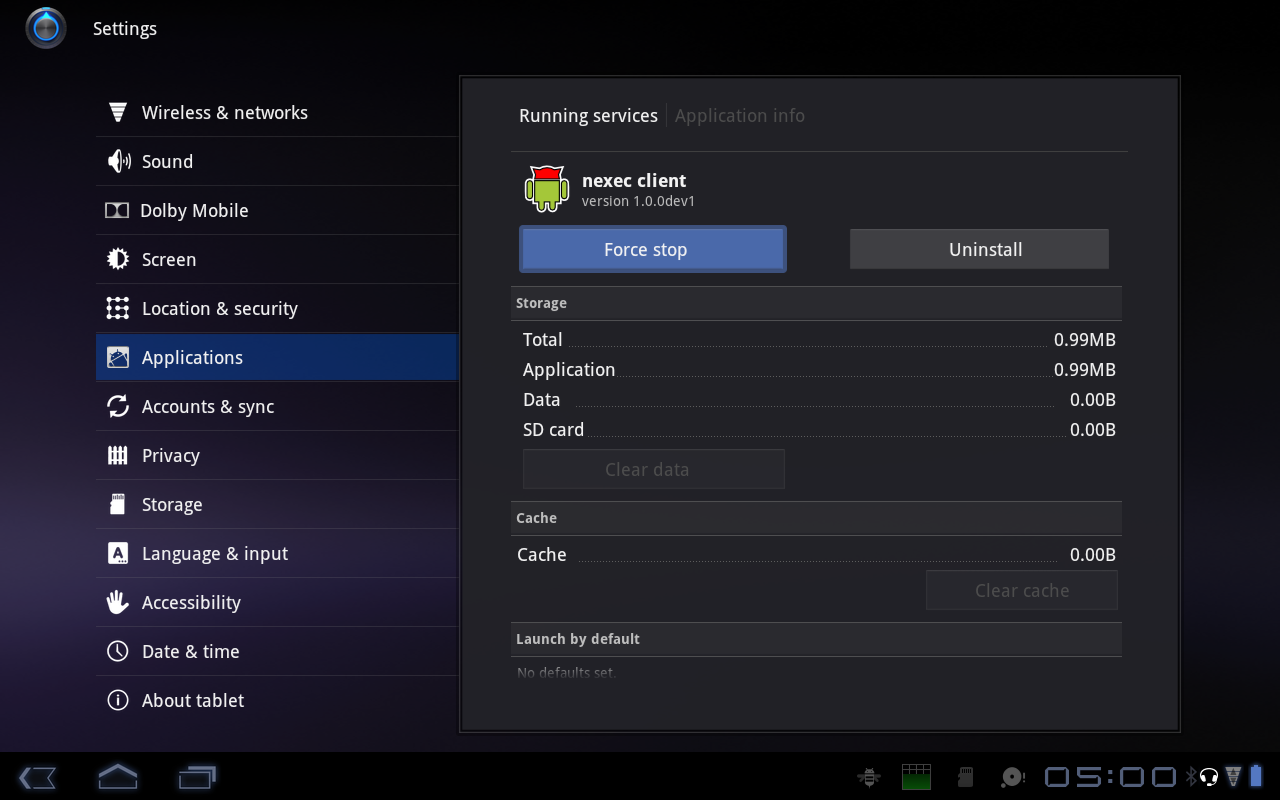 Settings
Wireless & networks
Sound
Dolby Mobile
Screen
Location & security
Applications
Accounts & sync
Privacy
Storage
Language & input
Accessibility
Date & time
About tablet
Running services Application info
nexec client
version 1.0.0dev1
Force stop Uninstall
Storage
Total 0.99MB
Application 0.99MB
Data 0.00B
SD card 0.00B
Clear data
Cache
Cache 0.00B
Clear cache
Launch by default
No defaults set.
05:00